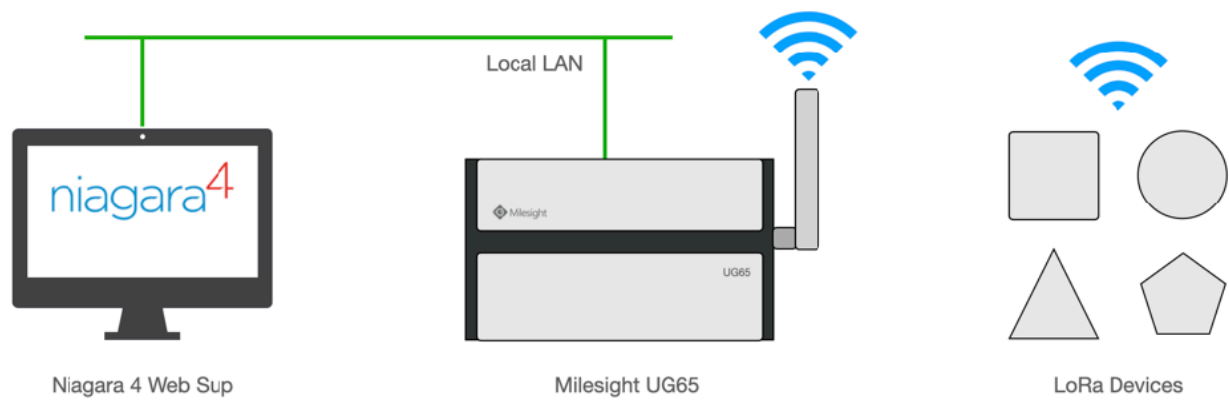 Local LAN
niagara4
Milesight
UG65
Niagara 4 Web Sup
Milesight UG65
LoRa Devices